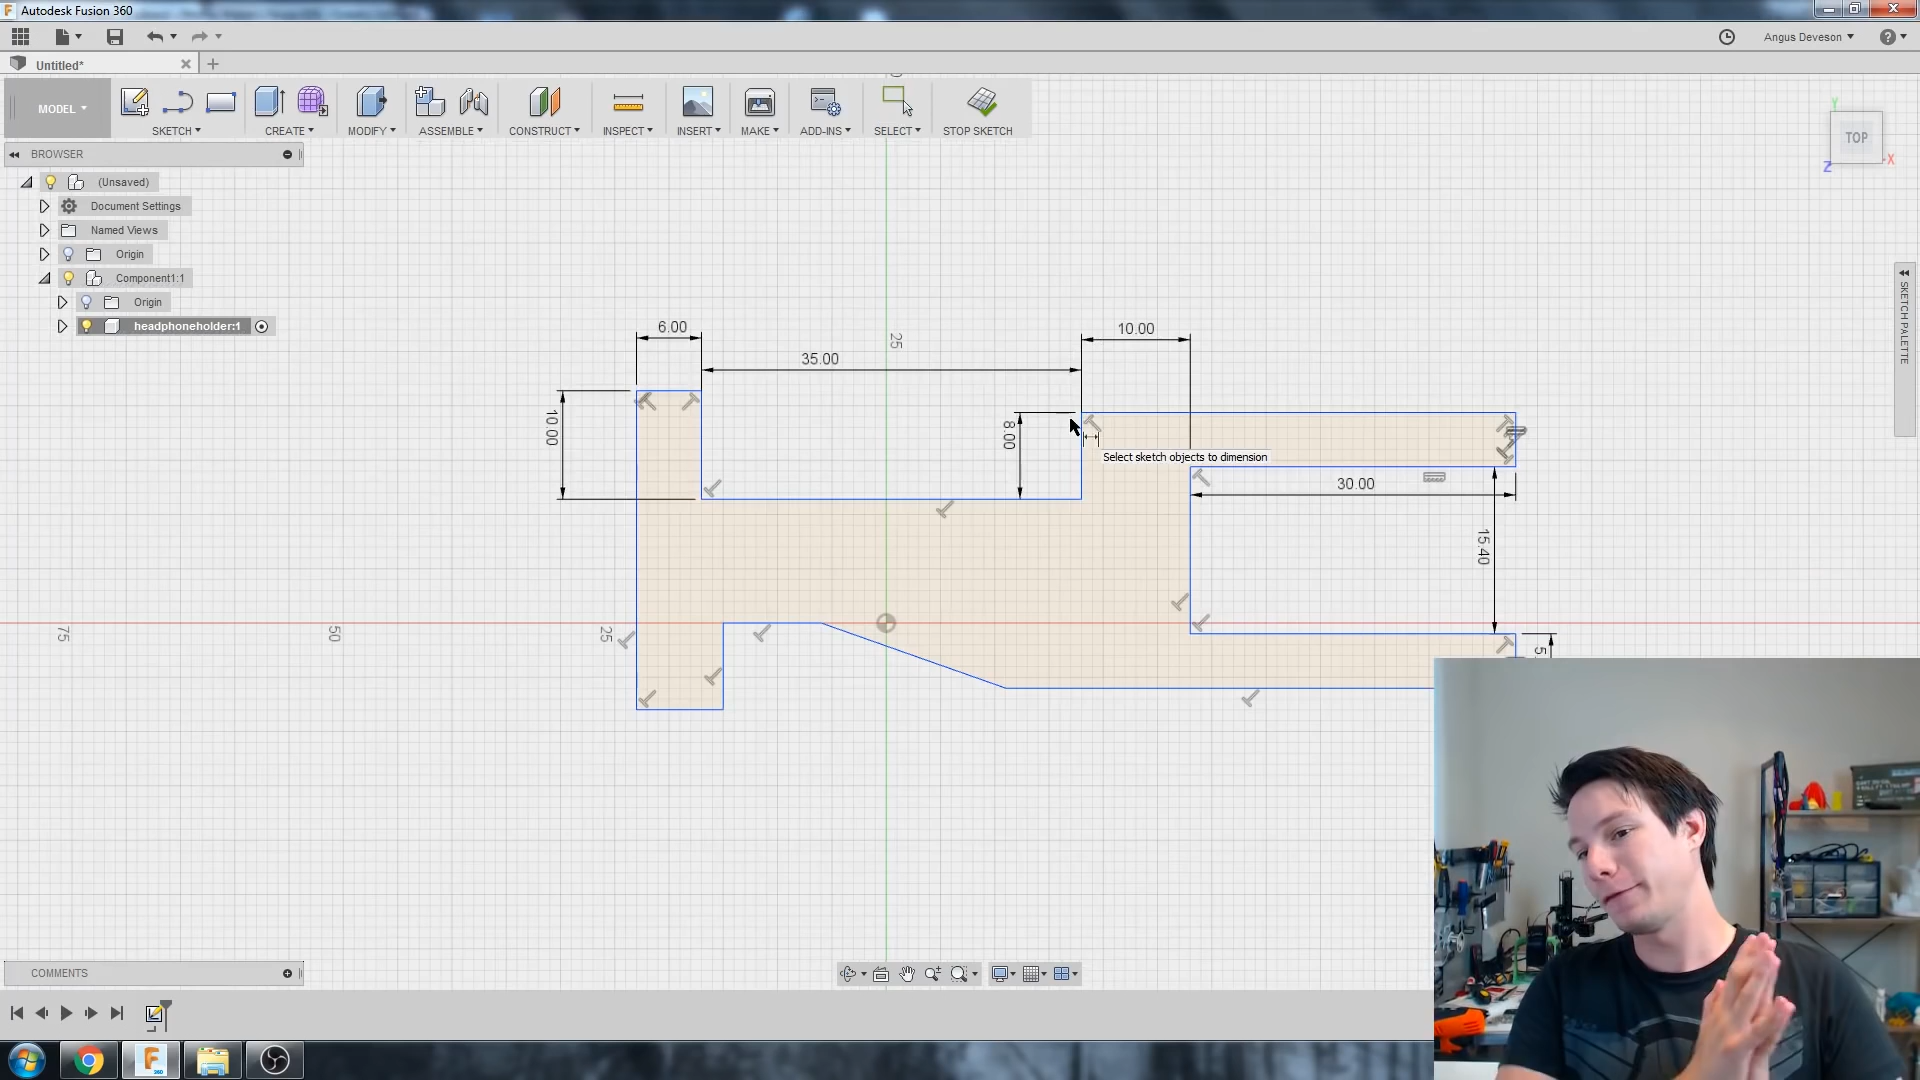 Autodesk Fusion 360
Angus Deveson
Untitled*
MODEL
SKETCH
CREATE
MODIFY
ASSEMBLE
CONSTRUCT
INSPECT
INSERT
MAKE
ADD-INS
SELECT
STOP SKETCH
Y
TOP
X
Z
BROWSER
(Unsaved)
Document Settings
Named Views
Origin
Component1:1
Origin
headphoneholder:1
SKETCH PALETTE
6.00
10.00
35.00
25
10.00
8.00
Select sketch objects to dimension
30.00
15.40
75
50
25
5.
COMMENTS
360